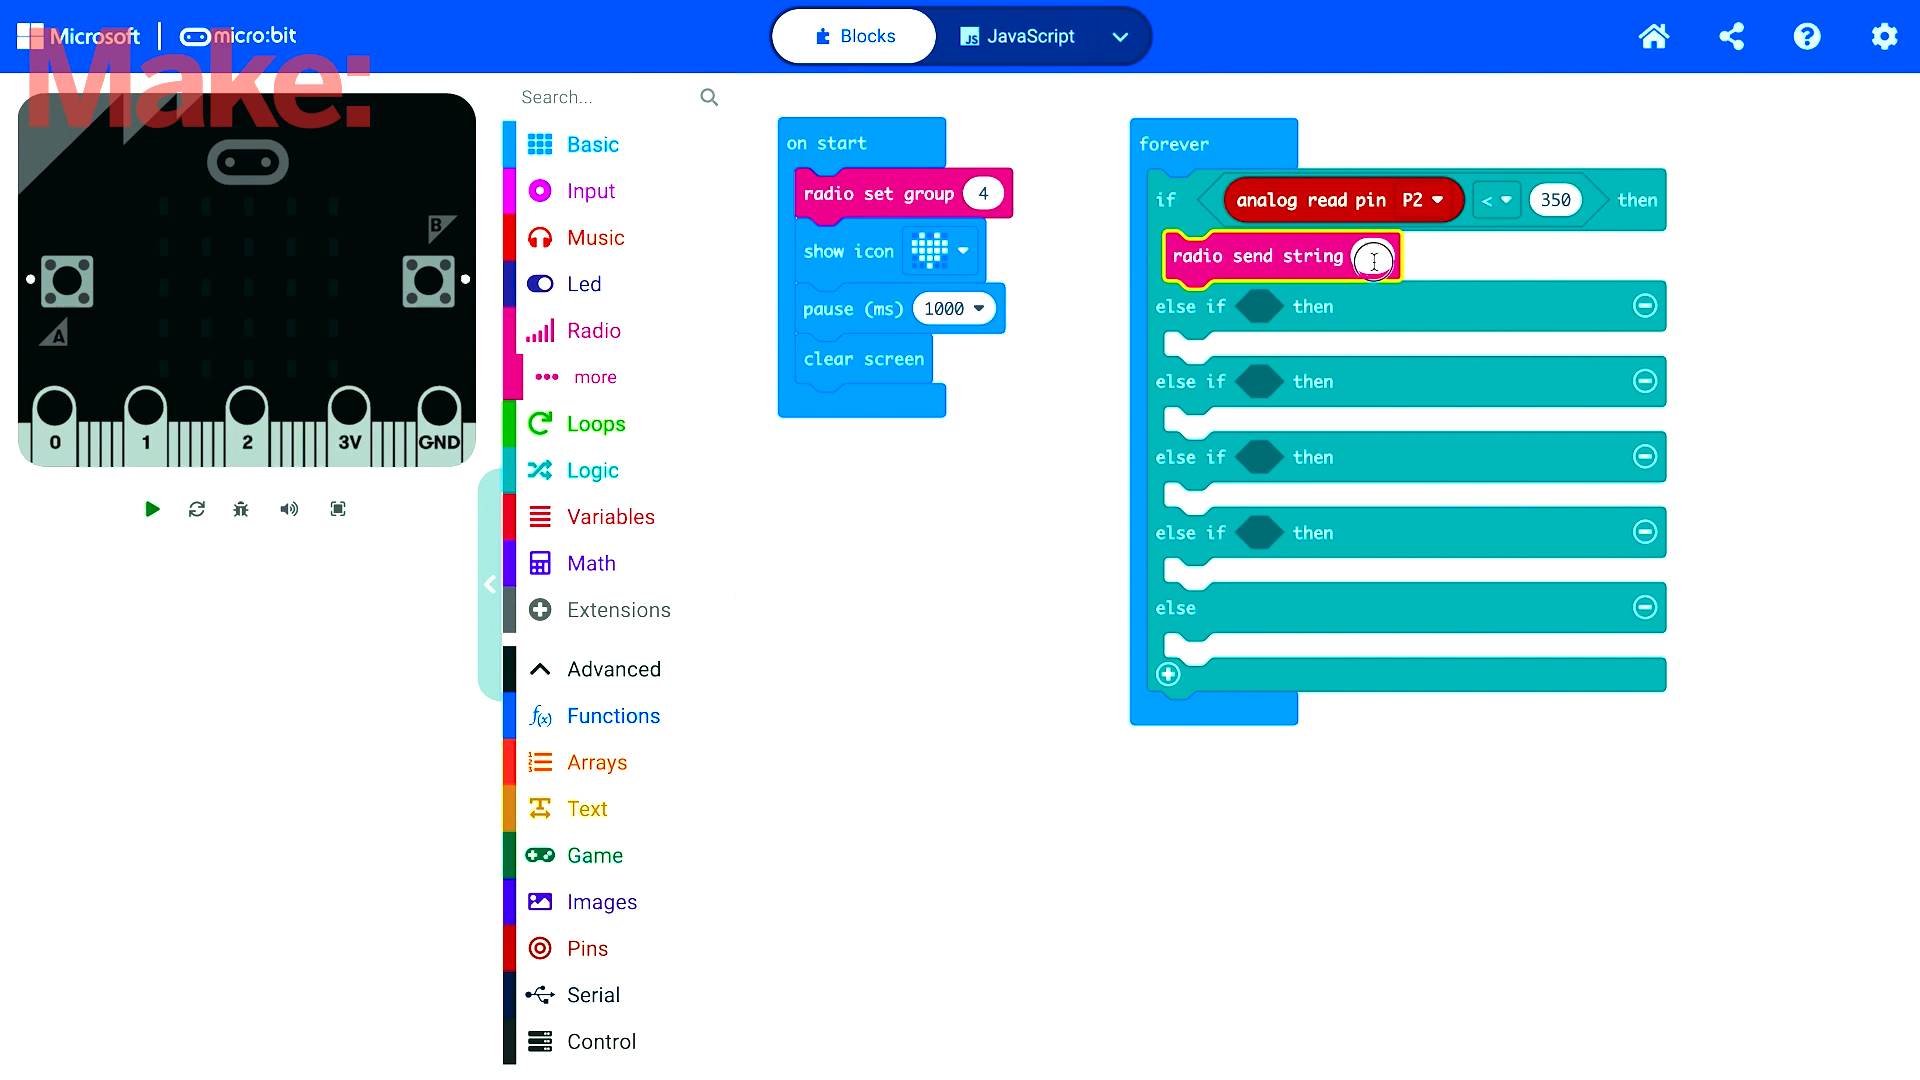 Microsoft | micro:bit
Make:
Blocks
JavaScript
Search...
Basic
Input
Music
Led
Radio
more
Loops
Logic
Variables
Math
Extensions
Advanced
Functions
Arrays
Text
Game
Images
Pins
Serial
Control
B
A
0 1 2 3V GND
on start
radio set group 4
show icon
pause (ms) 1000
clear screen
forever
if analog read pin P2 < 350 then
radio send string
else if then
else if then
else if then
else if then
else